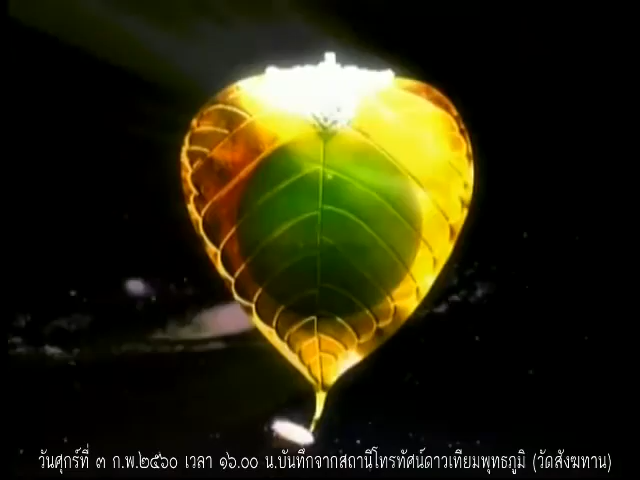 วันศุกร์ที่ ๓ ก.พ.๒๕๖๐ เวลา ๑๖.๐๐ น.บันทึกจากสถานีโทรทัศน์ดาวเทียมพุทธภูมิ (วัดสังฆทาน)